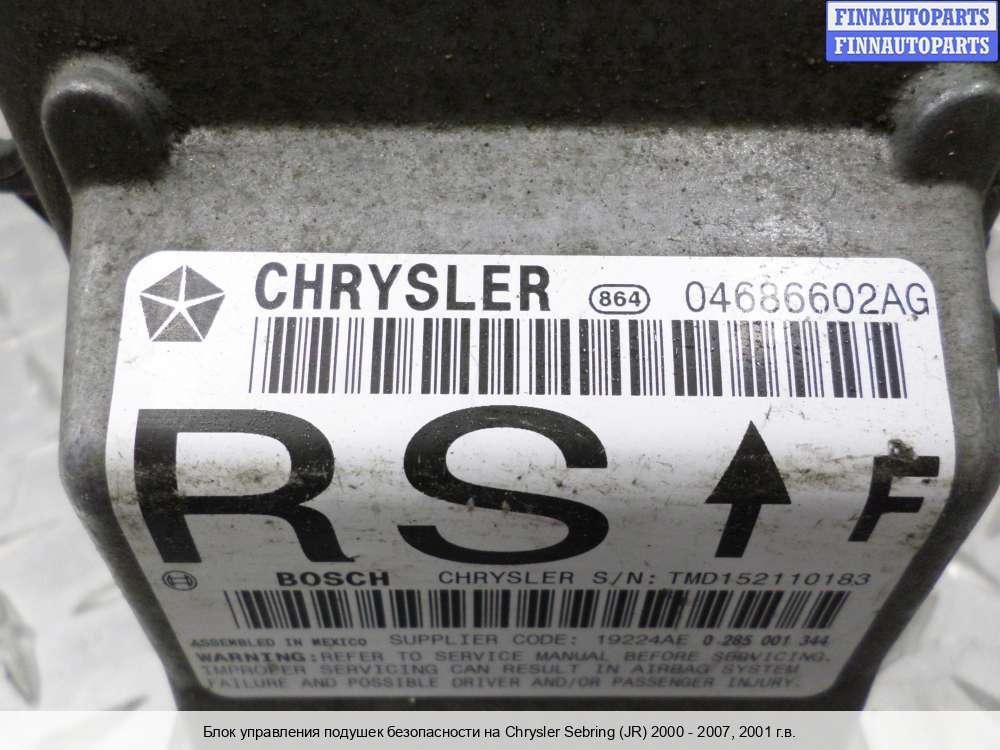 FINNAUTOPARTS
FINNAUTOPARTS
CHRYSLER 864 04686602AG
RS F
BOSCH CHRYSLER S/N: TMD152110183
ASSEMBLED IN MEXICO SUPPLIER CODE: 19224AE 0 285 001 344
WARNING: REFER TO SERVICE MANUAL BEFORE SERVICING.
IMPROPER SERVICING CAN RESULT IN AIRBAG SYSTEM
FAILURE AND POSSIBLE DRIVER AND/OR PASSENGER INJURY.
Блок управления подушек безопасности на Chrysler Sebring (JR) 2000 - 2007, 2001 г.в.